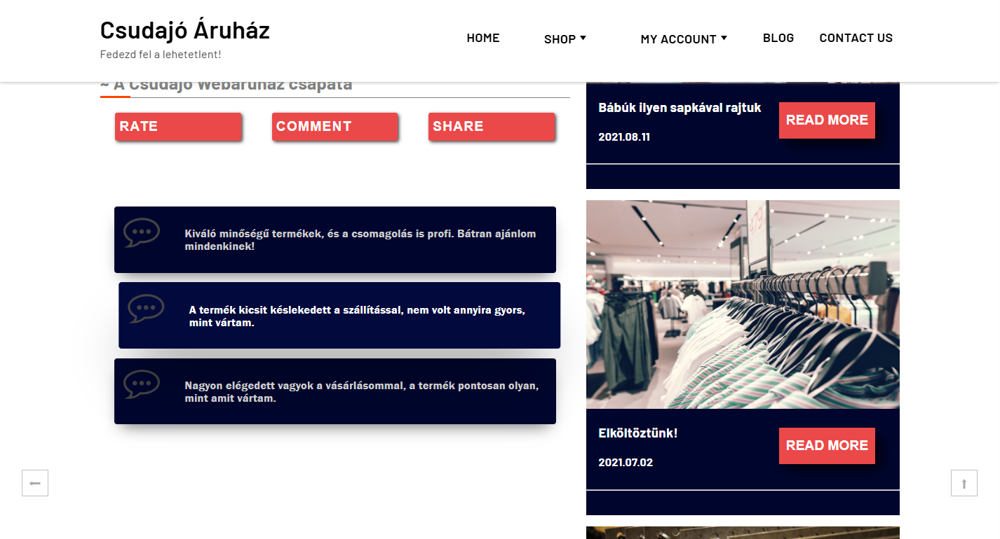 Csudajó Áruház
Fedezd fel a lehetetlent!
HOME
SHOP
MY ACCOUNT
BLOG
CONTACT US
~ A Csudajó Webáruház csapata
RATE
COMMENT
SHARE
Kiváló minőségű termékek, és a csomagolás is profi. Bátran ajánlom
mindenkinek!
A termék kicsit késlekedett a szállítással, nem volt annyira gyors,
mint vártam.
Nagyon elégedett vagyok a vásárlásommal, a termék pontosan olyan,
mint amit vártam.
Bábúk ilyen sapkával rajtuk
READ MORE
2021.08.11
Elköltöztünk!
READ MORE
2021.07.02